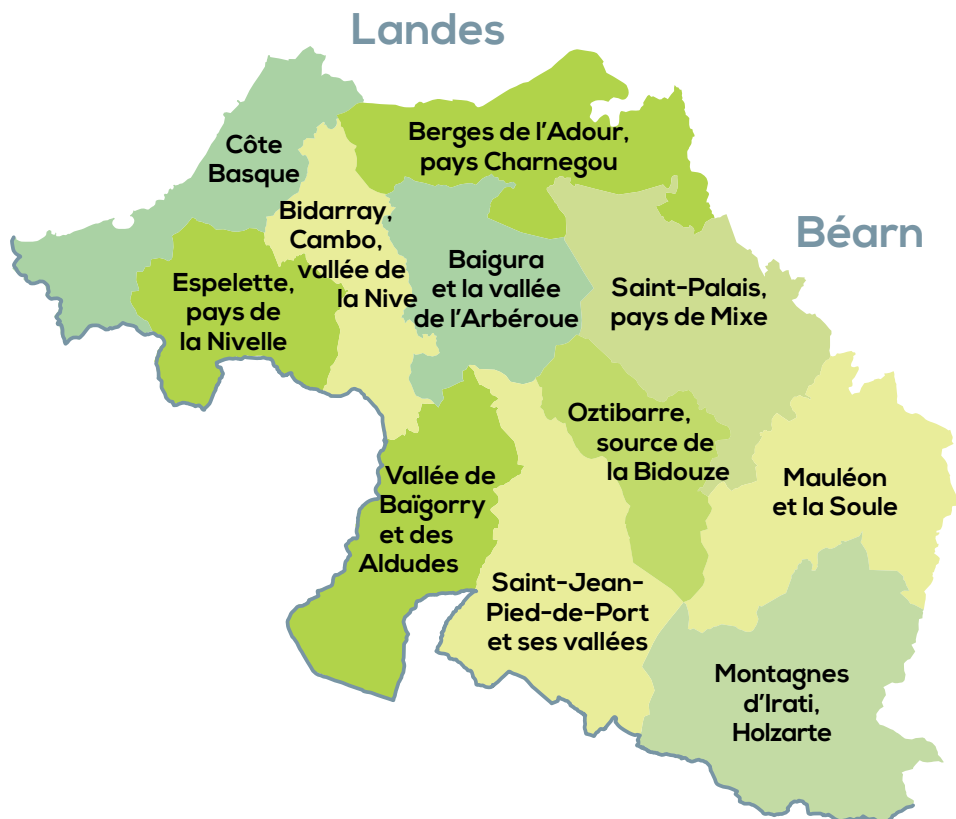 Landes
Côte
Basque
Berges de l'Adour,
pays Charnegou
Bidarray,
Cambo,
vallée de
la Nive
Béarn
Baigura
et la vallée
de l'Arbéroue
Espelette,
pays de
la Nivelle
Saint-Palais,
pays de Mixe
Oztibarre,
source de
la Bidouze
Vallée de
Baïgorry
et des
Aldudes
Mauléon
et la Soule
Saint-Jean-
Pied-de-Port
et ses vallées
Montagnes
d'Irati,
Holzarte